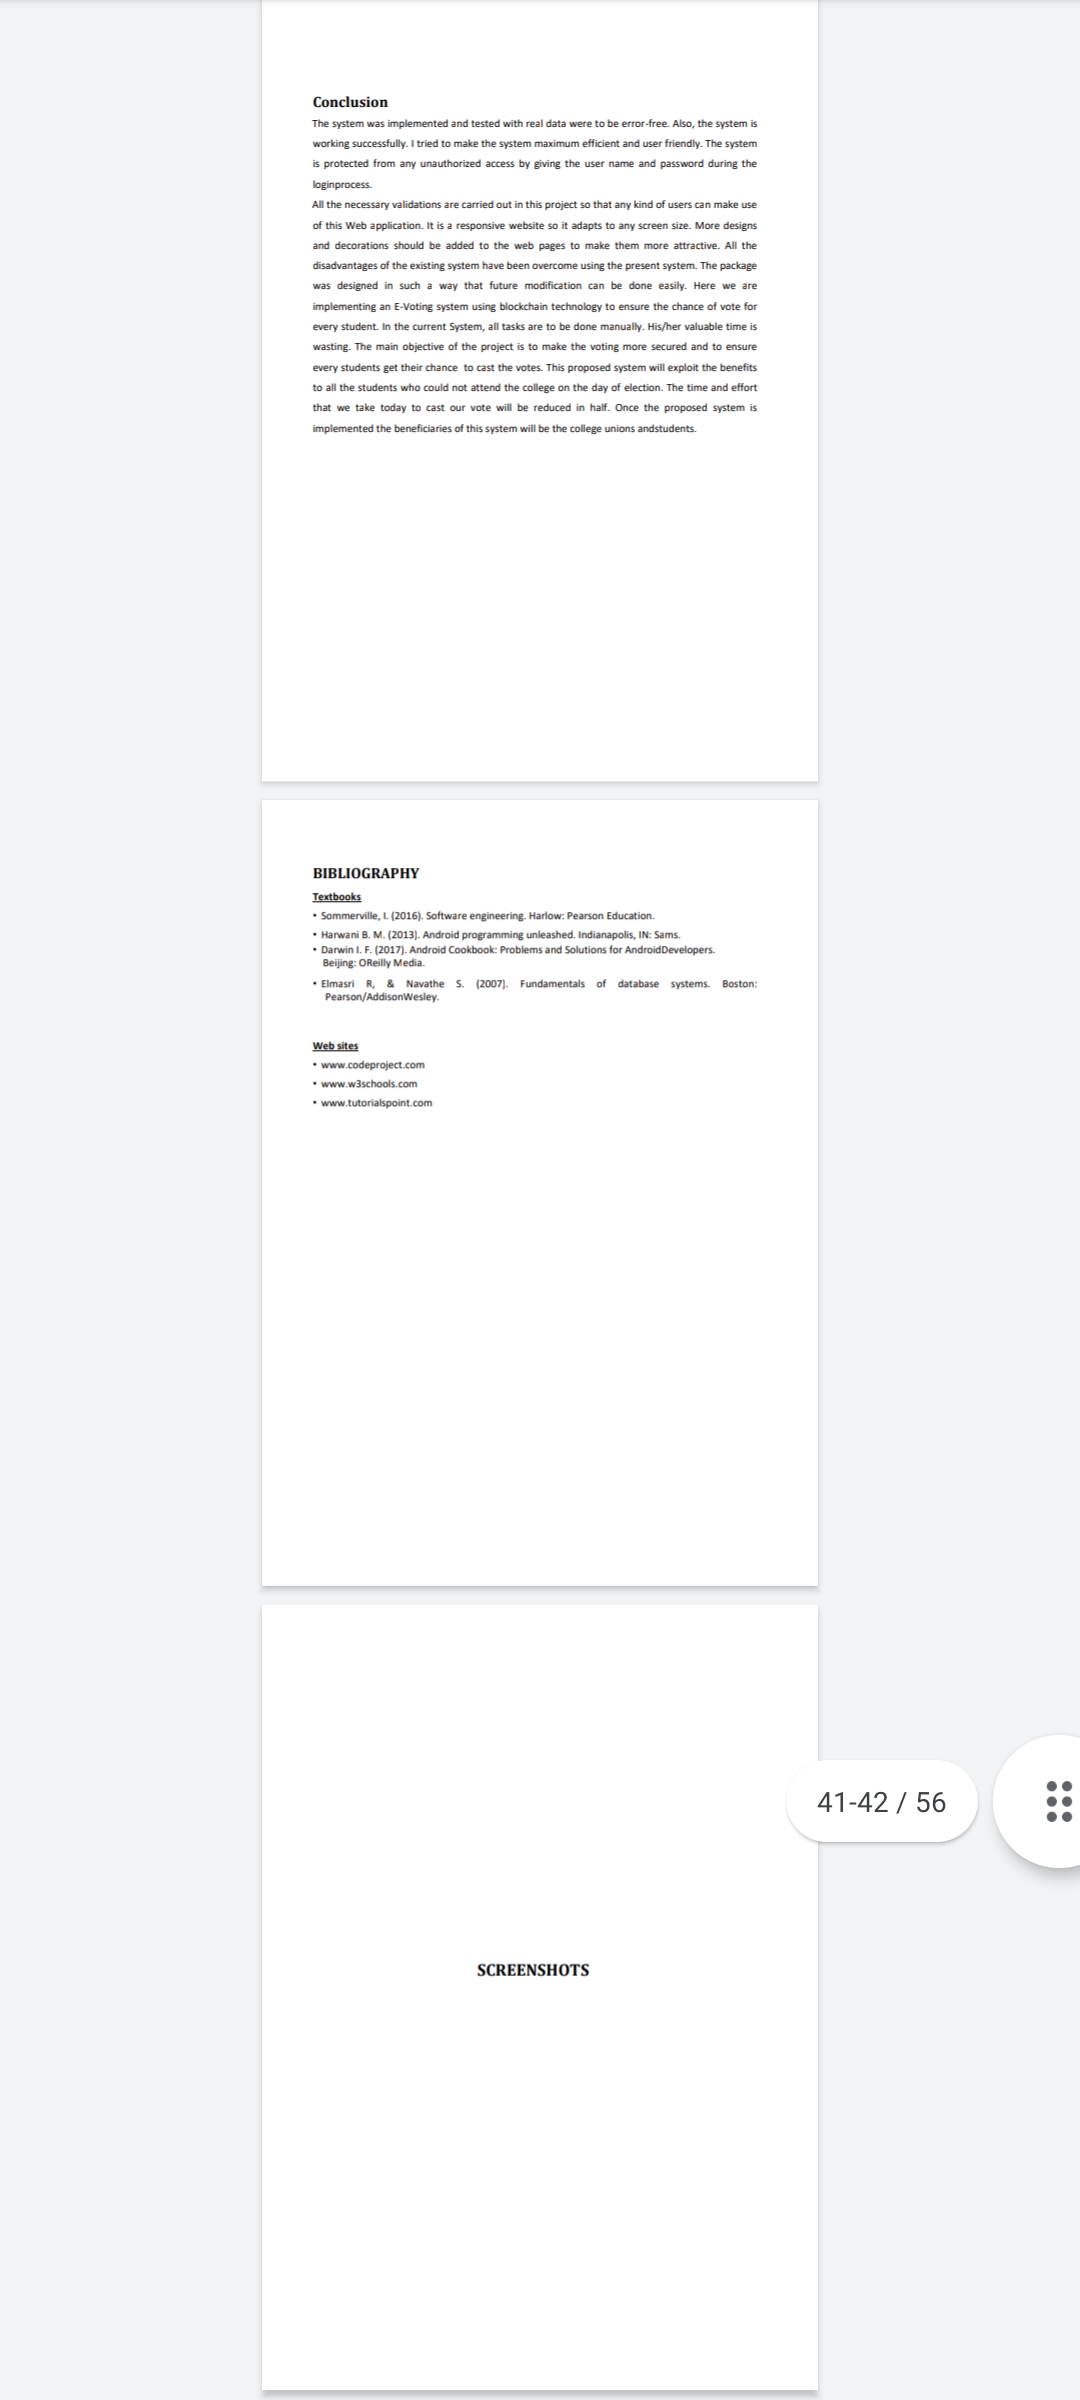 Conclusion
The system was implemented and tested with real data were to be error-free. Also, the system is
working successfully. I tried to make the system maximum efficient and user friendly. The system
is protected from any unauthorized access by giving the user name and password during the
loginprocess.
All the necessary validations are carried out in this project so that any kind of users can make use
of this Web application. It is a responsive website so it adapts to any screen size. More designs
and decorations should be added to the web pages to make them more attractive. All the
disadvantages of the existing system have been overcome using the present system. The package
was designed in such a way that future modification can be done easily. Here we are
implementing an E-Voting system using blockchain technology to ensure the chance of vote for
every student. In the current System, all tasks are to be done manually. His/her valuable time is
wasting. The main objective of the project is to make the voting more secured and to ensure
every students get their chance to cast the votes. This proposed system will exploit the benefits
to all the students who could not attend the college on the day of election. The time and effort
that we take today to cast our vote will be reduced in half. Once the proposed system is
implemented the beneficiaries of this system will be the college unions andstudents.
BIBLIOGRAPHY
Textbooks
• Sommerville, I. (2016). Software engineering. Harlow: Pearson Education.
• Harwani B. M. (2013). Android programming unleashed. Indianapolis, IN: Sams.
• Darwin I. F. (2017). Android Cookbook: Problems and Solutions for AndroidDevelopers.
Beijing: OReilly Media.
• Elmasri R, & Navathe S. (2007). Fundamentals of database systems. Boston:
Pearson/AddisonWesley.
Web sites
• www.codeproject.com
• www.w3schools.com
• www.tutorialspoint.com
41-42 / 56
SCREENSHOTS